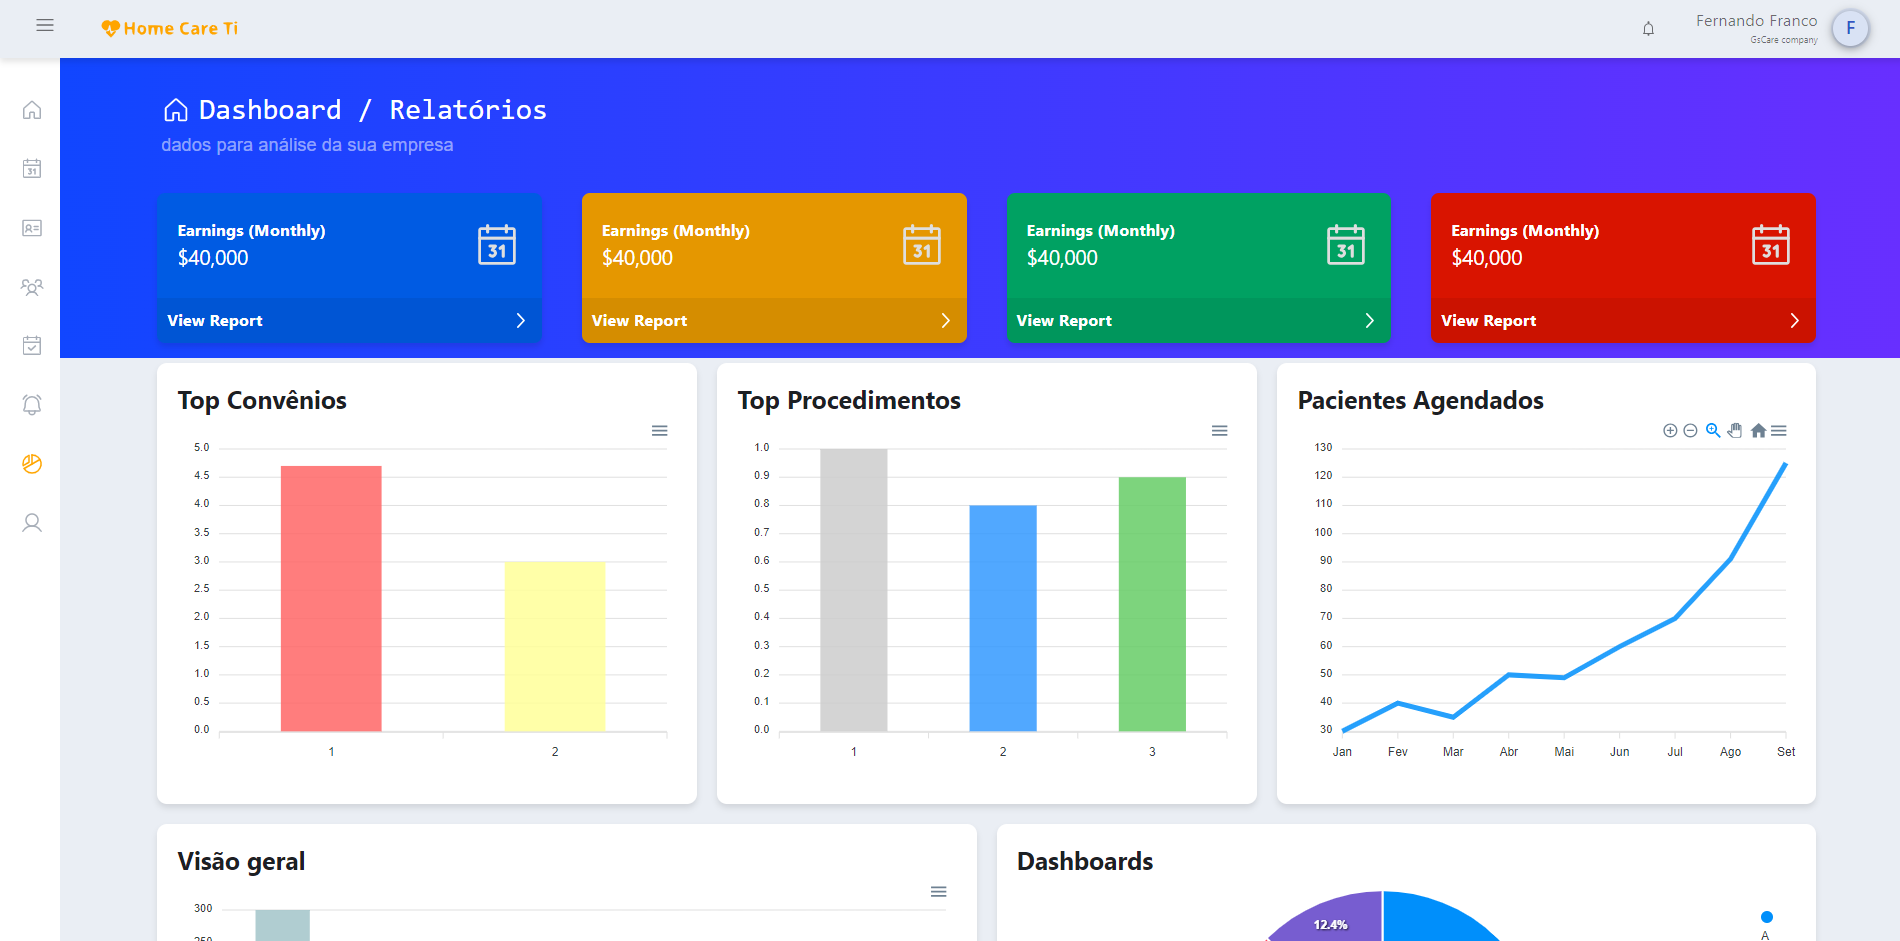 Home Care Ti
Fernando Franco
GsCare company
F
Dashboard / Relatórios
dados para análise da sua empresa
31
Earnings (Monthly)
$40,000
31
View Report
Earnings (Monthly)
$40,000
31
View Report
Earnings (Monthly)
$40,000
31
View Report
Earnings (Monthly)
$40,000
31
View Report
Top Convênios
5.0
4.5
4.0
3.5
3.0
2.5
2.0
1.5
1.0
0.5
0.0
1 2
Top Procedimentos
1.0
0.9
0.8
0.7
0.6
0.5
0.4
0.3
0.2
0.1
0.0
1 2 3
Pacientes Agendados
130
120
110
100
90
80
70
60
50
40
30
Jan Fev Mar Abr Mai Jun Jul Ago Set
Visão geral
300
250
Dashboards
12.4%
A